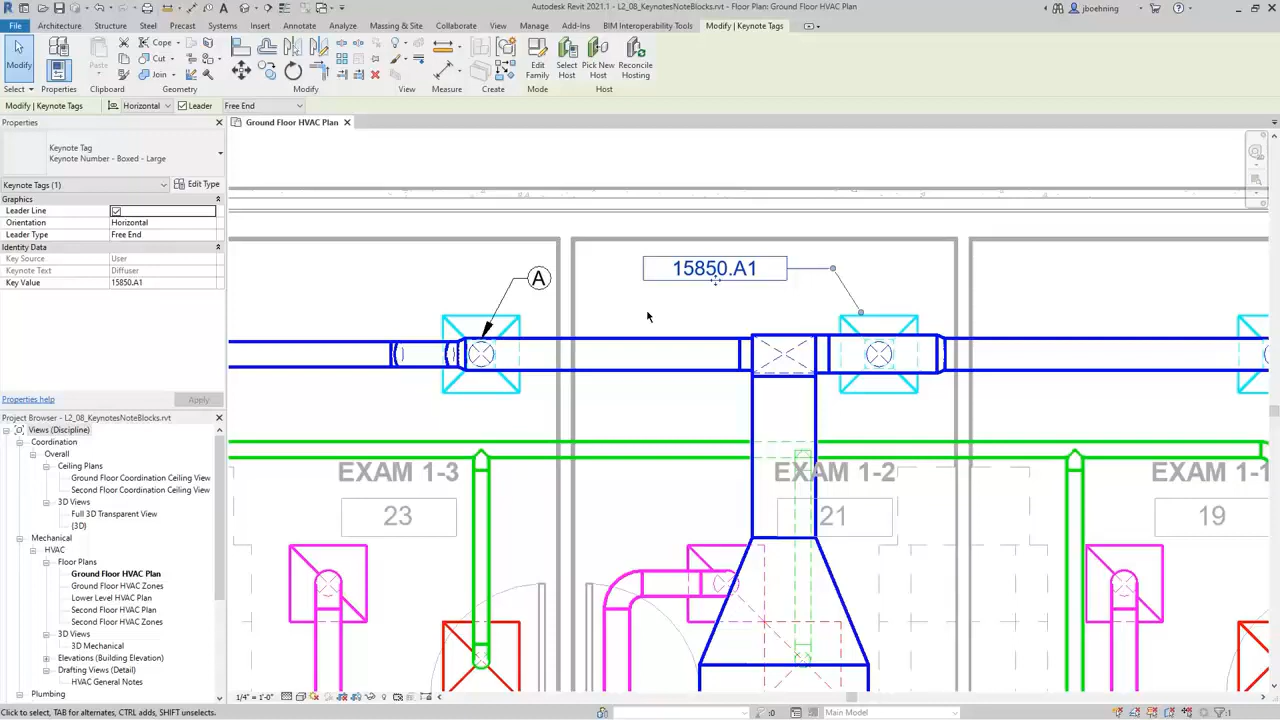 Autodesk Revit 2021.1 - L2_08_KeynotesNoteBlocks.rvt - Floor Plan: Ground Floor HVAC Plan
jboehning
File Architecture Structure Steel Precast Systems Insert Annotate Analyze Massing & Site Collaborate View Manage Add-Ins BIM Interoperability Tools Modify | Keynote Tags
Modify
Paste
Cope
Cut
Join
Edit Family
Select Host
Pick New Host
Reconcile Hosting
Select Properties Clipboard Geometry Modify View Measure Create Mode Host
Modify | Keynote Tags Horizontal Leader Free End
Properties
Ground Floor HVAC Plan
Keynote Tag
Keynote Number - Boxed - Large
Keynote Tags (1) Edit Type
Graphics
Leader Line
Orientation Horizontal
Leader Type Free End
Identity Data
Key Source User
Keynote Text Diffuser
Key Value 15850.A1
Properties help Apply
Project Browser - L2_08_KeynotesNoteBlocks.rvt
Views (Discipline)
Coordination
Overall
Ceiling Plans
Ground Floor Coordination Ceiling View
Second Floor Coordination Ceiling View
3D Views
Full 3D Transparent View
{3D}
Mechanical
HVAC
Floor Plans
Ground Floor HVAC Plan
Ground Floor HVAC Zones
Lower Level HVAC Plan
Second Floor HVAC Plan
Second Floor HVAC Zones
3D Views
3D Mechanical
Elevations (Building Elevation)
Drafting Views (Detail)
HVAC General Notes
Plumbing
15850.A1
A
EXAM 1-3
23
EXAM 1-2
21
EXAM 1-1
19
1/4" = 1'-0"
Click to select, TAB for alternates, CTRL adds, SHIFT unselects.
:0
Main Model
:1